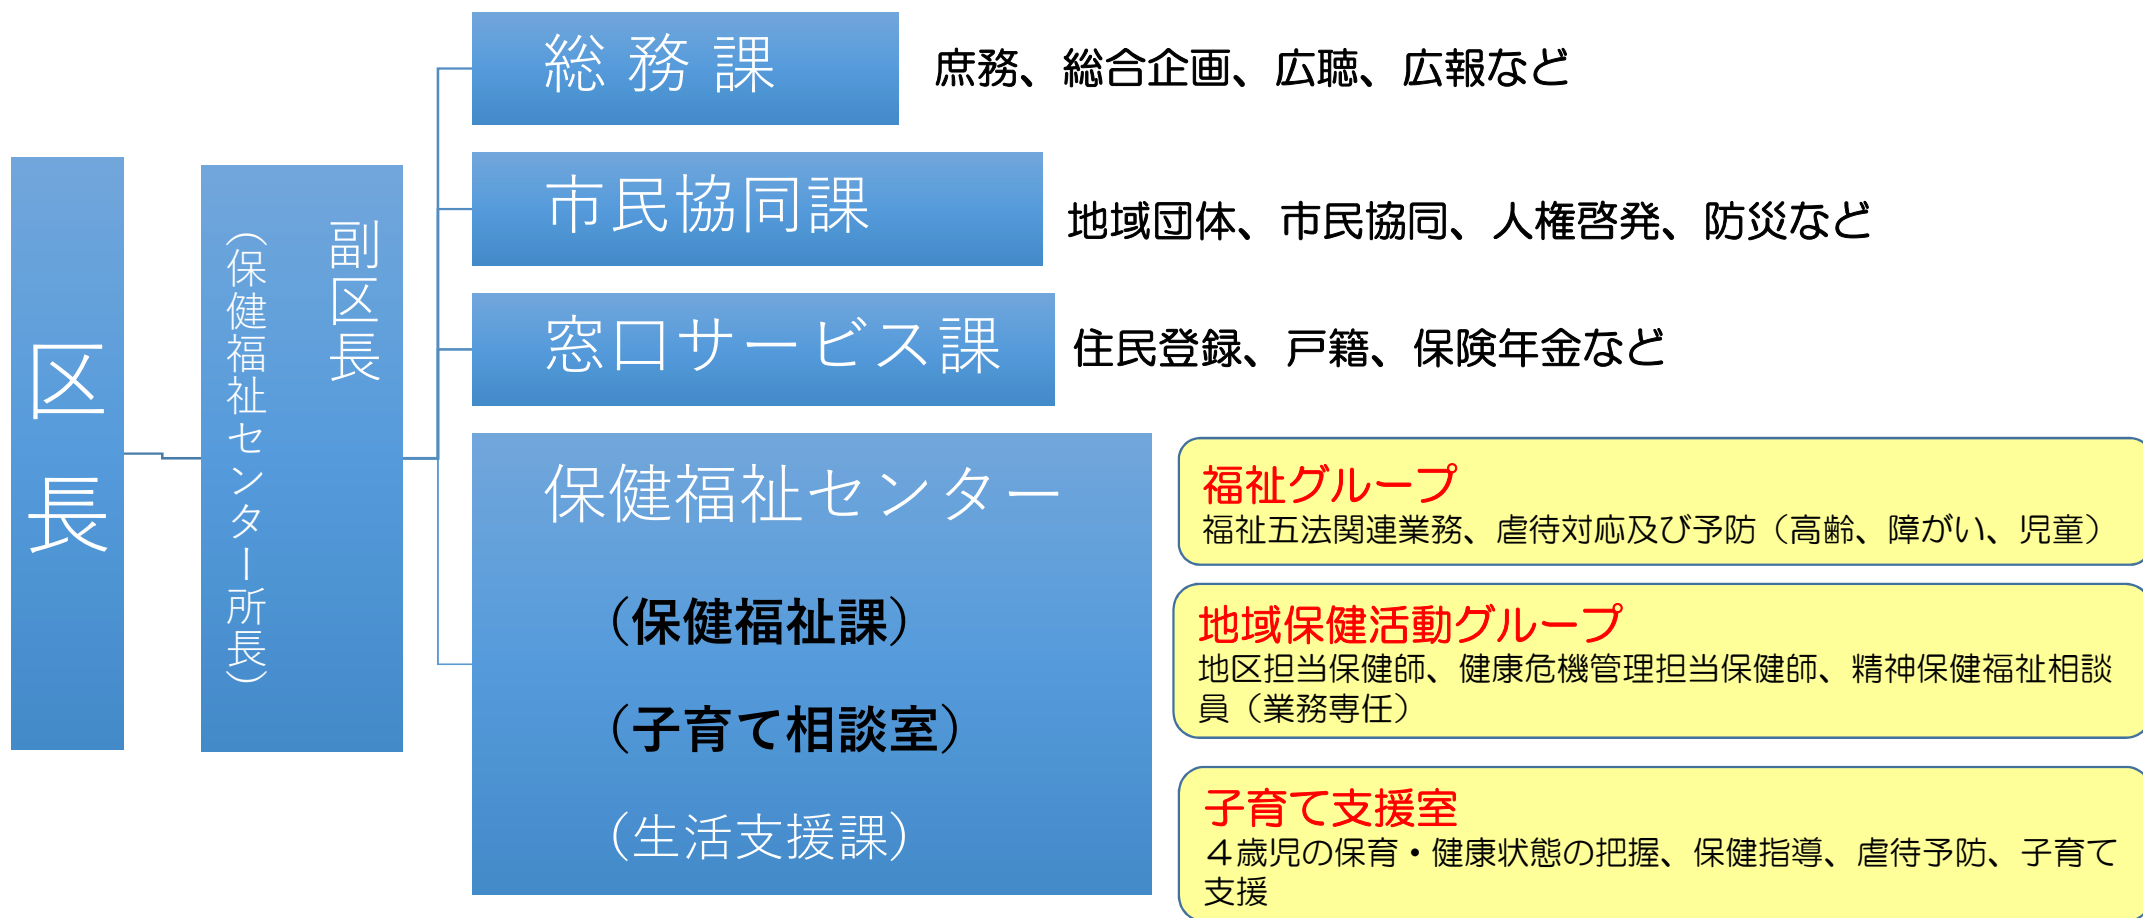 区長
副区長
（保健福祉センター所長）
総務課
庶務、総合企画、広聴、広報など
市民協同課
地域団体、市民協同、人権啓発、防災など
窓口サービス課
住民登録、戸籍、保険年金など
保健福祉センター
（保健福祉課）
（子育て相談室）
（生活支援課）
福祉グループ
福祉五法関連業務、虐待対応及び予防（高齢、障がい、児童）
地域保健活動グループ
地区担当保健師、健康危機管理担当保健師、精神保健福祉相談
員（業務専任）
子育て支援室
４歳児の保育・健康状態の把握、保健指導、虐待予防、子育て
支援